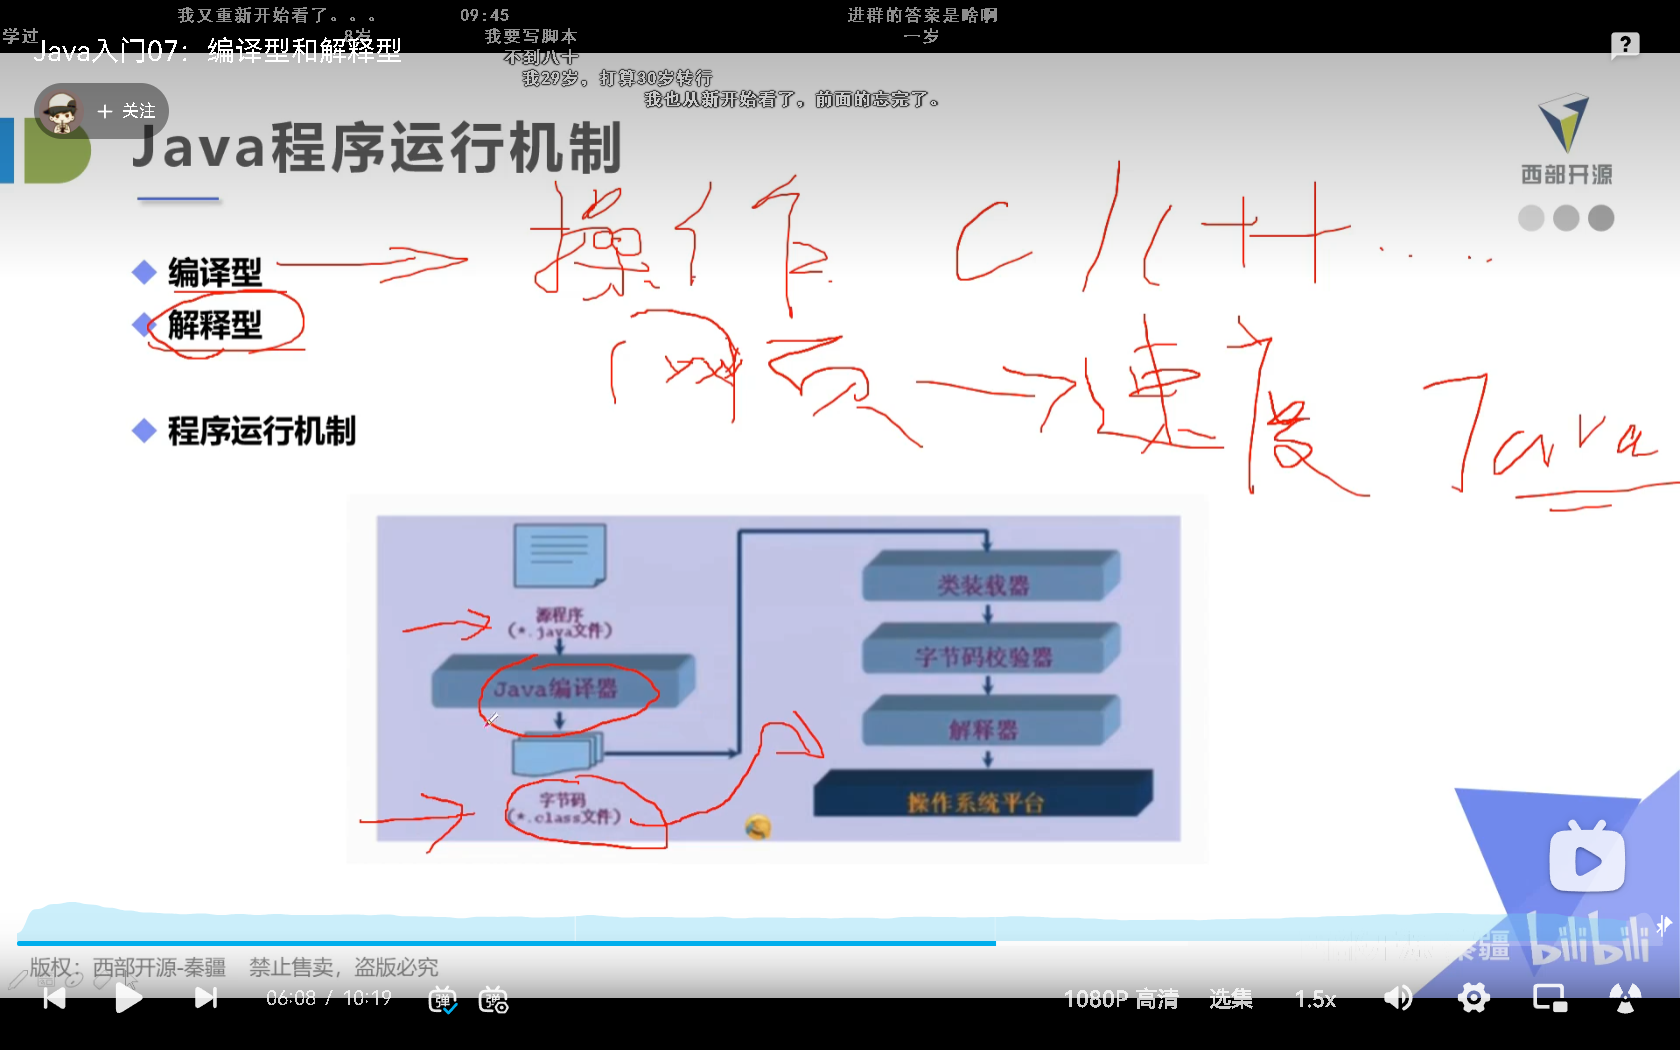 我又重新开始看了。。。 09:45 进群的答案是啥啊
学过 8岁 我要写脚本 一岁
Java入门07：编译型和解释型
不到八十
我29岁，打算30岁转行
我也从新开始看了，前面的忘完了。
+ 关注
Java程序运行机制
西部开源
编译型 操作 C/C++....
解释型
网页 速度 Java
程序运行机制
源程序
(*.java文件)
Java编译器
字节码
(*.class文件)
类装载器
字节码校验器
解释器
操作系统平台
秦疆 bilibili
版权：西部开源-秦疆 禁止售卖，盗版必究
06:08 / 10:19 弹 弹 1080P 高清 选集 1.5x